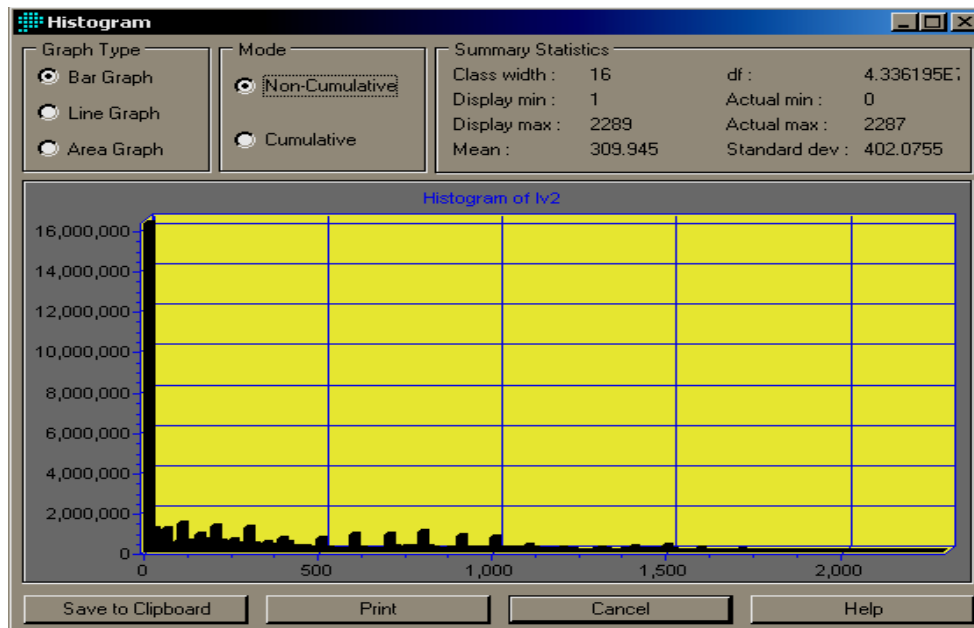 Histogram
Graph Type
Bar Graph
Line Graph
Area Graph
Mode
Non-Cumulative
Cumulative
Summary Statistics
Class width : 16 df : 4.336195E
Display min : 1 Actual min : 0
Display max : 2289 Actual max : 2287
Mean : 309.945 Standard dev : 402.0755
Histogram of lv2
16,000,000
14,000,000
12,000,000
10,000,000
8,000,000
6,000,000
4,000,000
2,000,000
0
0 500 1,000 1,500 2,000
Save to Clipboard Print Cancel Help